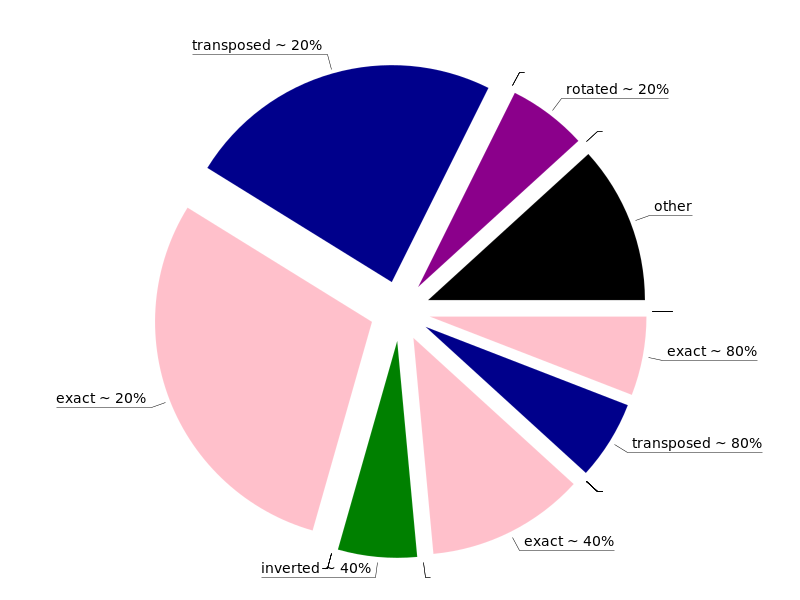 transposed ~ 20%
rotated ~ 20%
other
exact ~ 80%
exact ~ 20%
transposed ~ 80%
exact ~ 40%
inverted ~ 40%